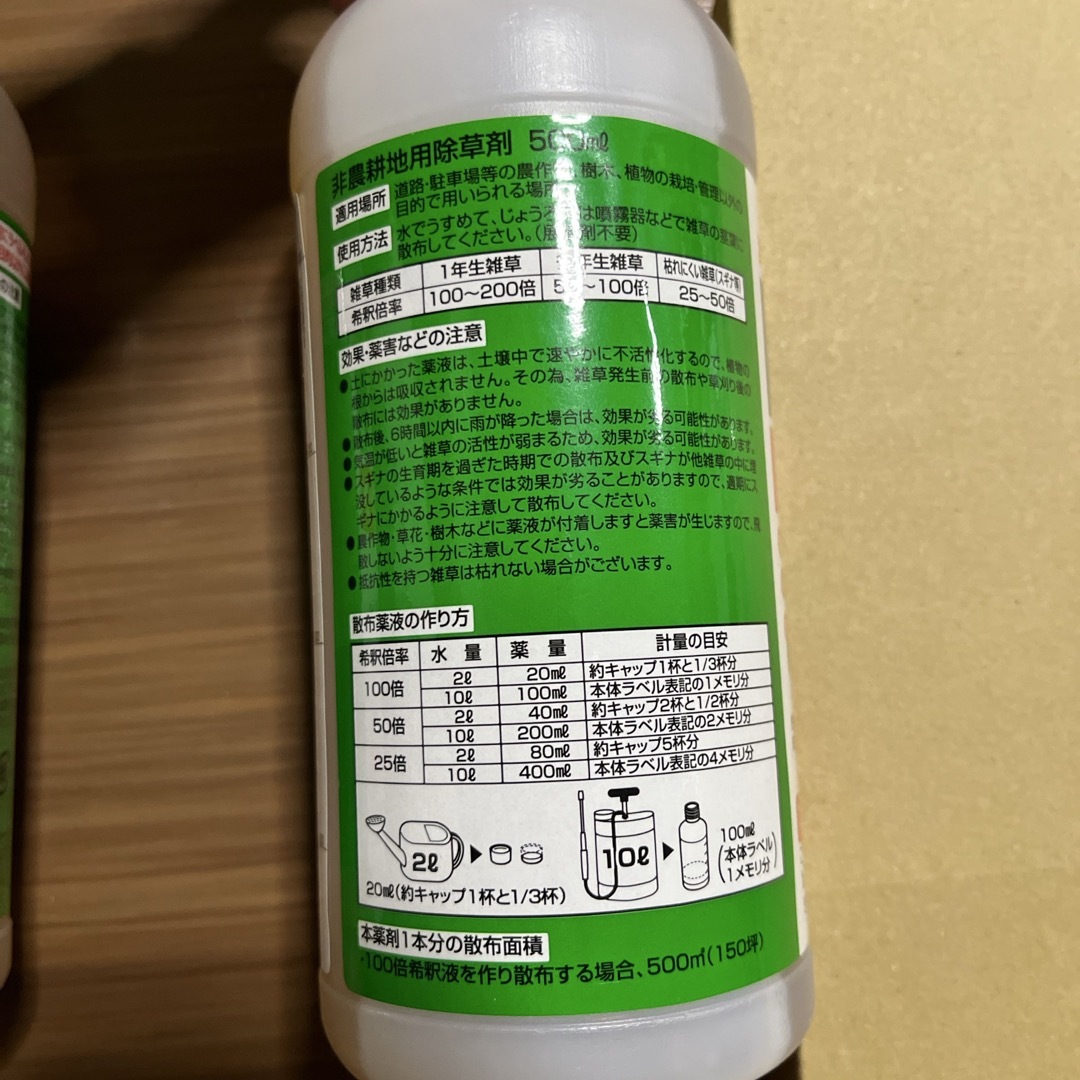 非農耕地用除草剤 500㎖
適用場所 道路・駐車場等の農作 樹木、植物の栽培・管理以外の
目的で用いられる場所
使用方法 水でうすめて、じょうろ は噴霧器などで雑草の茎葉に
散布してください。(展 剤不要)
雑草種類 1年生雑草 年生雑草 枯れにくい雑草(スギナ等)
希釈倍率 100〜200倍 50〜100倍 25〜50倍
効果・薬害などの注意
●土にかかった薬液は、土壌中で速やかに不活性化するので、植物の
根からは吸収されません。その為、雑草発生前の散布や草刈り後の
散布には効果がありません。
●散布後、6時間以内に雨が降った場合は、効果が劣る可能性があります。
●気温が低いと雑草の活性が弱まるため、効果が劣る可能性があります。
●スギナの生育期を過ぎた時期での散布及びスギナが他雑草の中に埋
没しているような条件では効果が劣ることがありますので、適期にス
ギナにかかるように注意して散布してください。
●農作物・草花・樹木などに薬液が付着しますと薬害が生じますので、飛
散しないよう十分に注意してください。
●抵抗性を持つ雑草は枯れない場合がございます。
散布薬液の作り方
希釈倍率 水 量 薬 量 計量の目安
100倍 2ℓ 20㎖ 約キャップ1杯と1/3杯分
10ℓ 100㎖ 本体ラベル表記の1メモリ分
50倍 2ℓ 40㎖ 約キャップ2杯と1/2杯分
10ℓ 200㎖ 本体ラベル表記の2メモリ分
25倍 2ℓ 80㎖ 約キャップ5杯分
10ℓ 400㎖ 本体ラベル表記の4メモリ分
2ℓ
20㎖(約キャップ1杯と1/3杯)
10ℓ
100㎖
(本体ラベル
1メモリ分)
本薬剤1本分の散布面積
・100倍希釈液を作り散布する場合、500㎡(150坪)